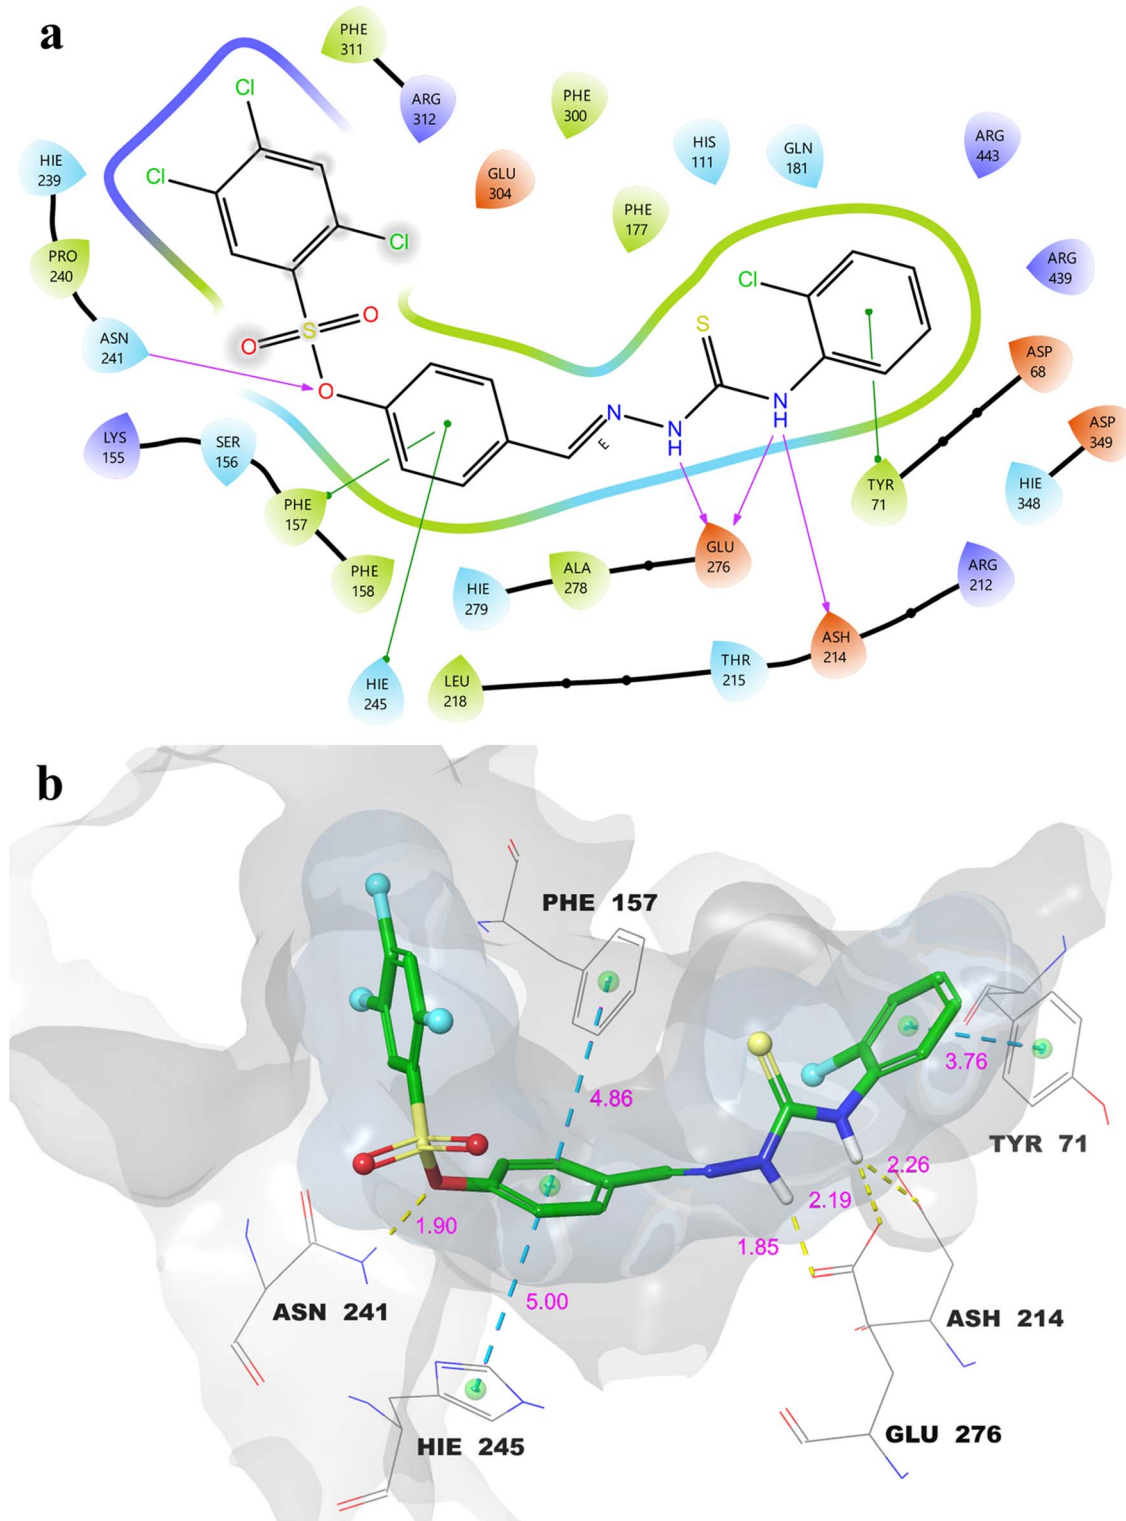 a
PHE
311
ARG
312
PHE
300
HIS
111
GLN
181
ARG
443
HIE
239
GLU
304
PHE
177
PRO
240
ARG
439
ASN
241
Cl
Cl
Cl
Cl
S
O
O
O
S
N
N
H
N
H
E
ASP
68
ASP
349
LYS
155
SER
156
PHE
157
PHE
158
TYR
71
HIE
348
GLU
276
ALA
278
HIE
279
ARG
212
ASH
214
THR
215
LEU
218
HIE
245
b
PHE 157
4.86
3.76
TYR 71
2.26
2.19
1.90
1.85
5.00
ASN 241
ASH 214
HIE 245
GLU 276